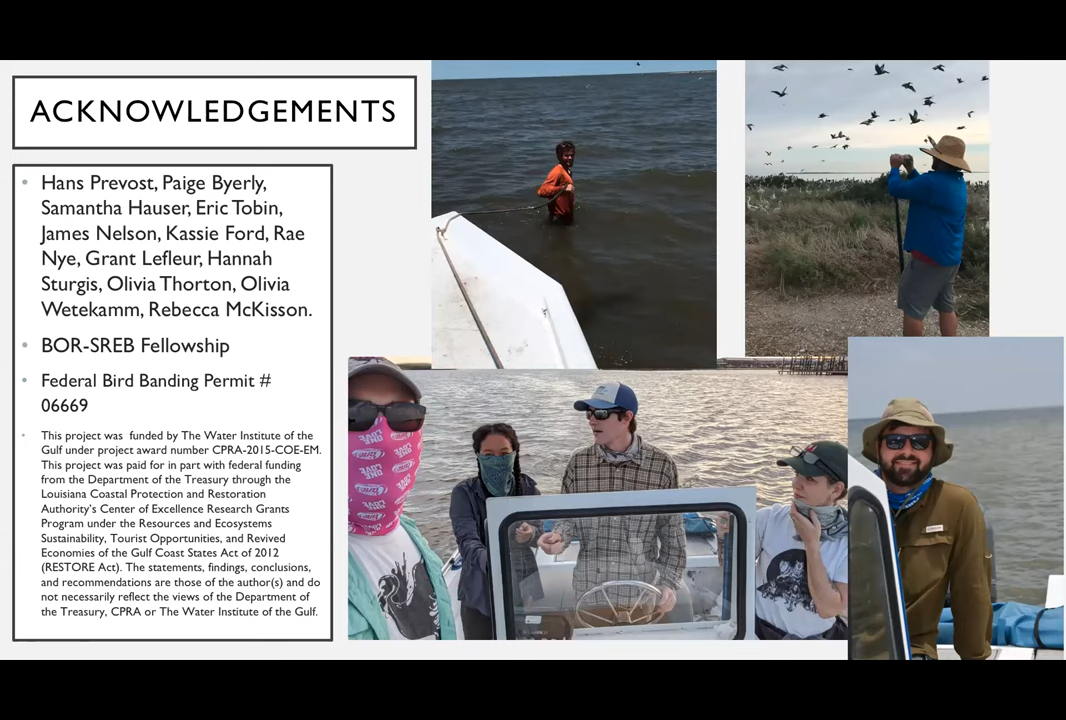 ACKNOWLEDGEMENTS
• Hans Prevost, Paige Byerly,
Samantha Hauser, Eric Tobin,
James Nelson, Kassie Ford, Rae
Nye, Grant Lefleur, Hannah
Sturgis, Olivia Thorton, Olivia
Wetekamm, Rebecca McKisson.
• BOR-SREB Fellowship
• Federal Bird Banding Permit #
06669
• This project was funded by The Water Institute of the
Gulf under project award number CPRA-2015-COE-EM.
This project was paid for in part with federal funding
from the Department of the Treasury through the
Louisiana Coastal Protection and Restoration
Authority's Center of Excellence Research Grants
Program under the Resources and Ecosystems
Sustainability, Tourist Opportunities, and Revived
Economies of the Gulf Coast States Act of 2012
(RESTORE Act). The statements, findings, conclusions,
and recommendations are those of the author(s) and do
not necessarily reflect the views of the Department of
the Treasury, CPRA or The Water Institute of the Gulf.